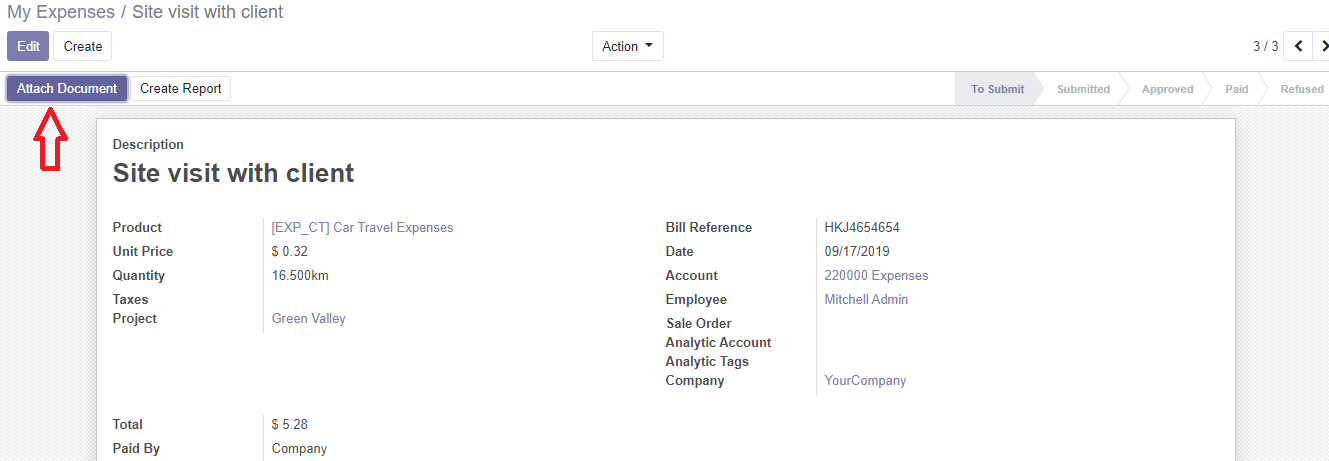 My Expenses / Site visit with client
Edit Create Action 3 / 3
Attach Document Create Report To Submit Submitted Approved Paid Refused
Description
Site visit with client
Product [EXP_CT] Car Travel Expenses Bill Reference HKJ4654654
Unit Price $ 0.32 Date 09/17/2019
Quantity 16.500km Account 220000 Expenses
Taxes Employee Mitchell Admin
Project Green Valley Sale Order
Analytic Account
Analytic Tags
Company YourCompany
Total $ 5.28
Paid By Company